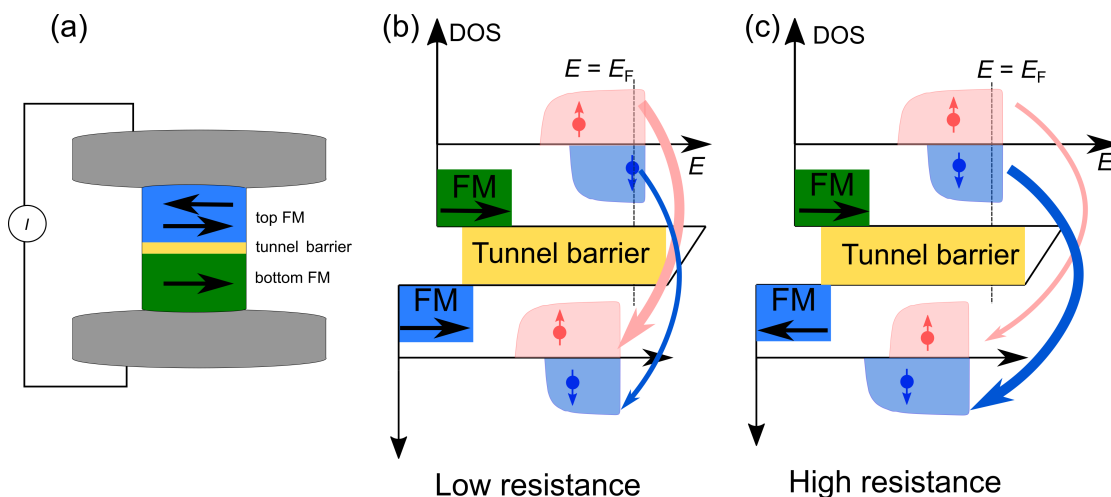 (a)
I
top FM
tunnel barrier
bottom FM
(b)
DOS
E = EF
E
FM
Tunnel barrier
FM
Low resistance
(c)
DOS
E = EF
E
FM
Tunnel barrier
FM
High resistance